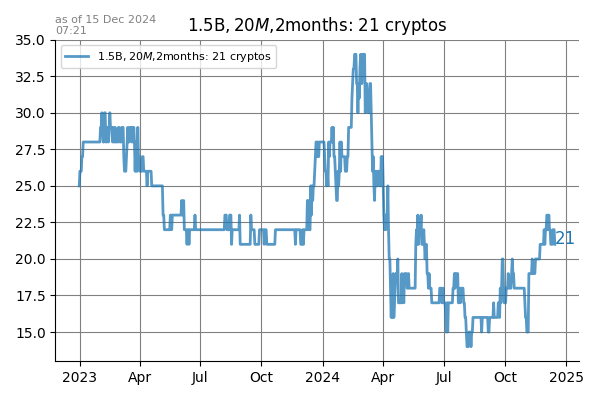 as of 15 Dec 2024
07:21
1.5B, 20M,2months: 21 cryptos
35.0
1.5B, 20M,2months: 21 cryptos
32.5
30.0
27.5
25.0
22.5
21
20.0
17.5
15.0
2023 Apr Jul Oct 2024 Apr Jul Oct 2025